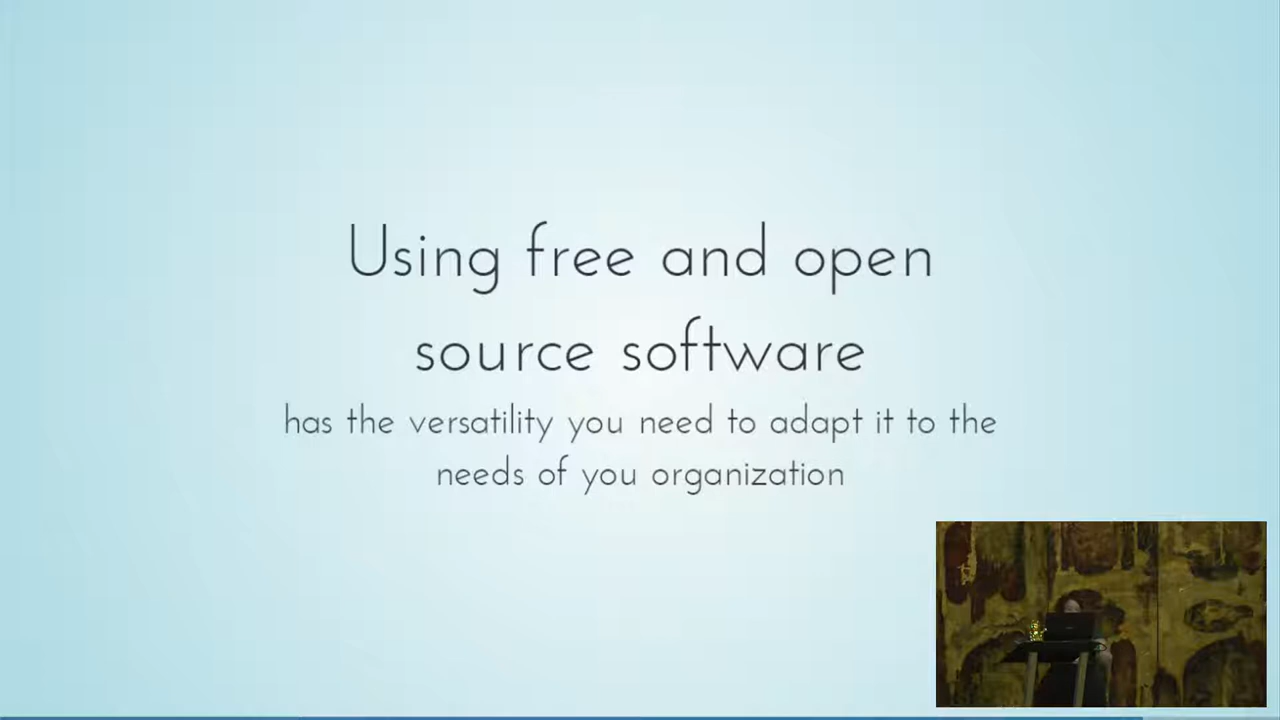 Using free and open
source software
has the versatility you need to adapt it to the
needs of you organization